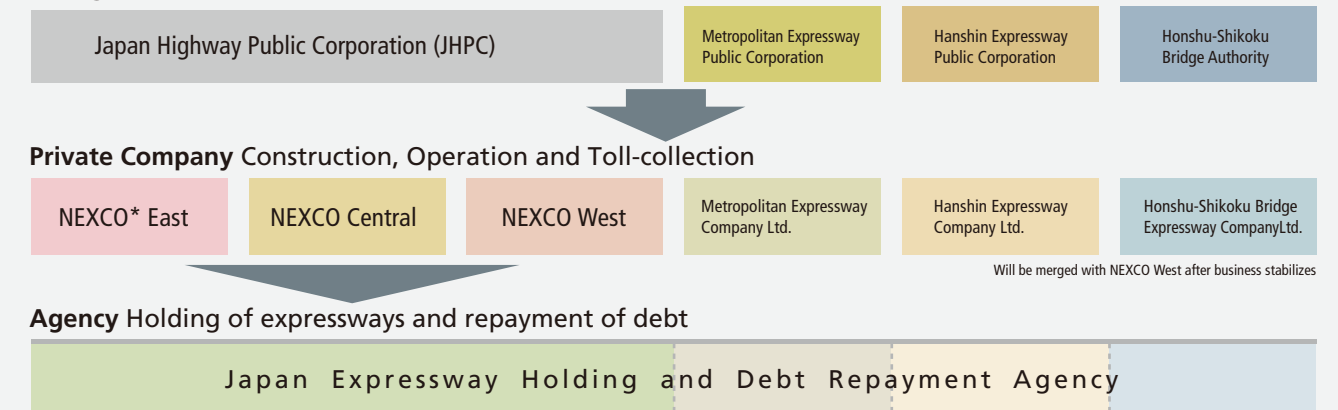 Japan Highway Public Corporation (JHPC)
Metropolitan Expressway
Public Corporation
Hanshin Expressway
Public Corporation
Honshu-Shikoku
Bridge Authority
Private Company Construction, Operation and Toll-collection
NEXCO* East
NEXCO Central
NEXCO West
Metropolitan Expressway
Company Ltd.
Hanshin Expressway
Company Ltd.
Honshu-Shikoku Bridge
Expressway CompanyLtd.
Will be merged with NEXCO West after business stabilizes
Agency Holding of expressways and repayment of debt
Japan Expressway Holding and Debt Repayment Agency